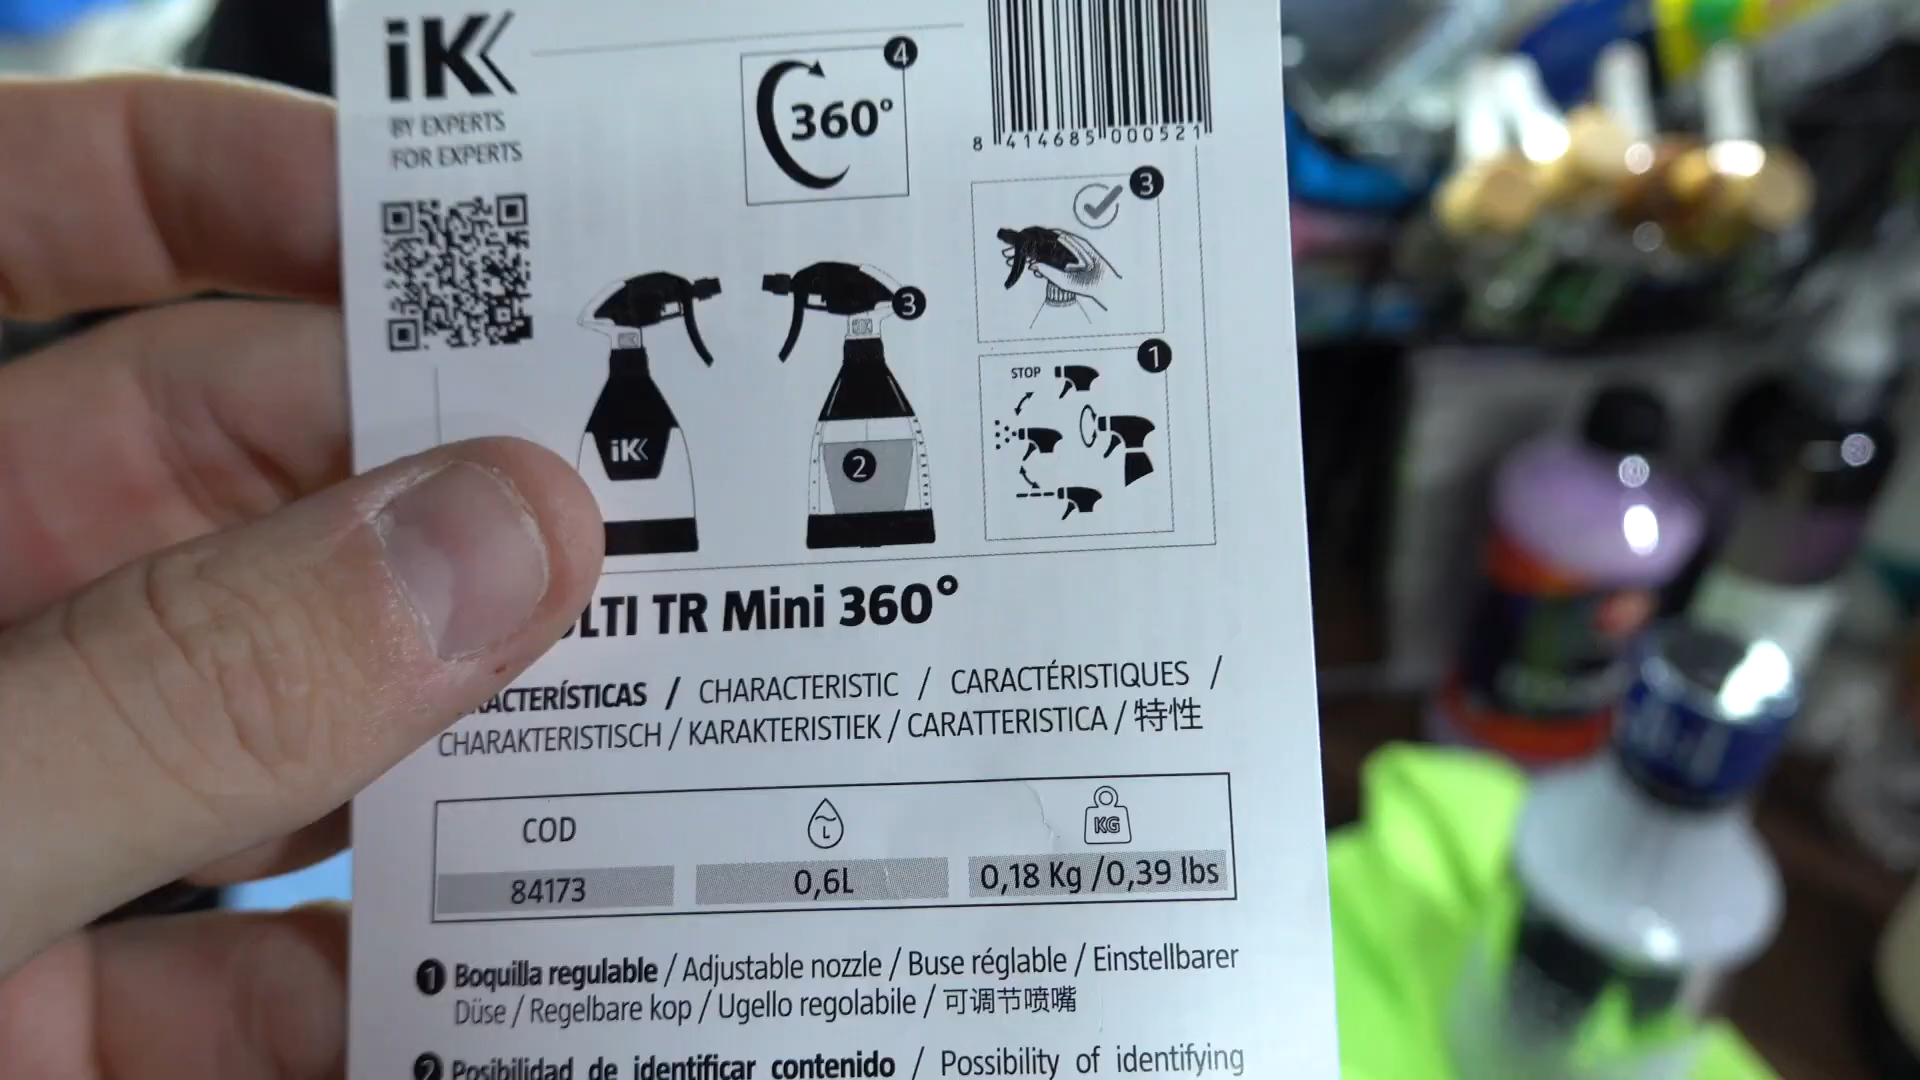 iK
BY EXPERTS
FOR EXPERTS
4
360°
8 414685 000521
3
3
1
STOP
iK
2
LTI TR Mini 360°
ACTERÍSTICAS / CHARACTERISTIC / CARACTÉRISTIQUES /
CHARAKTERISTISCH / KARAKTERISTIEK / CARATTERISTICA / 特性
COD
L
KG
84173
0,6L
0,18 Kg /0,39 lbs
1 Boquilla regulable / Adjustable nozzle / Buse réglable / Einstellbarer
Düse / Regelbare kop / Ugello regolabile / 可调节喷嘴
2 Posibilidad de identificar contenido / Possibility of identifying